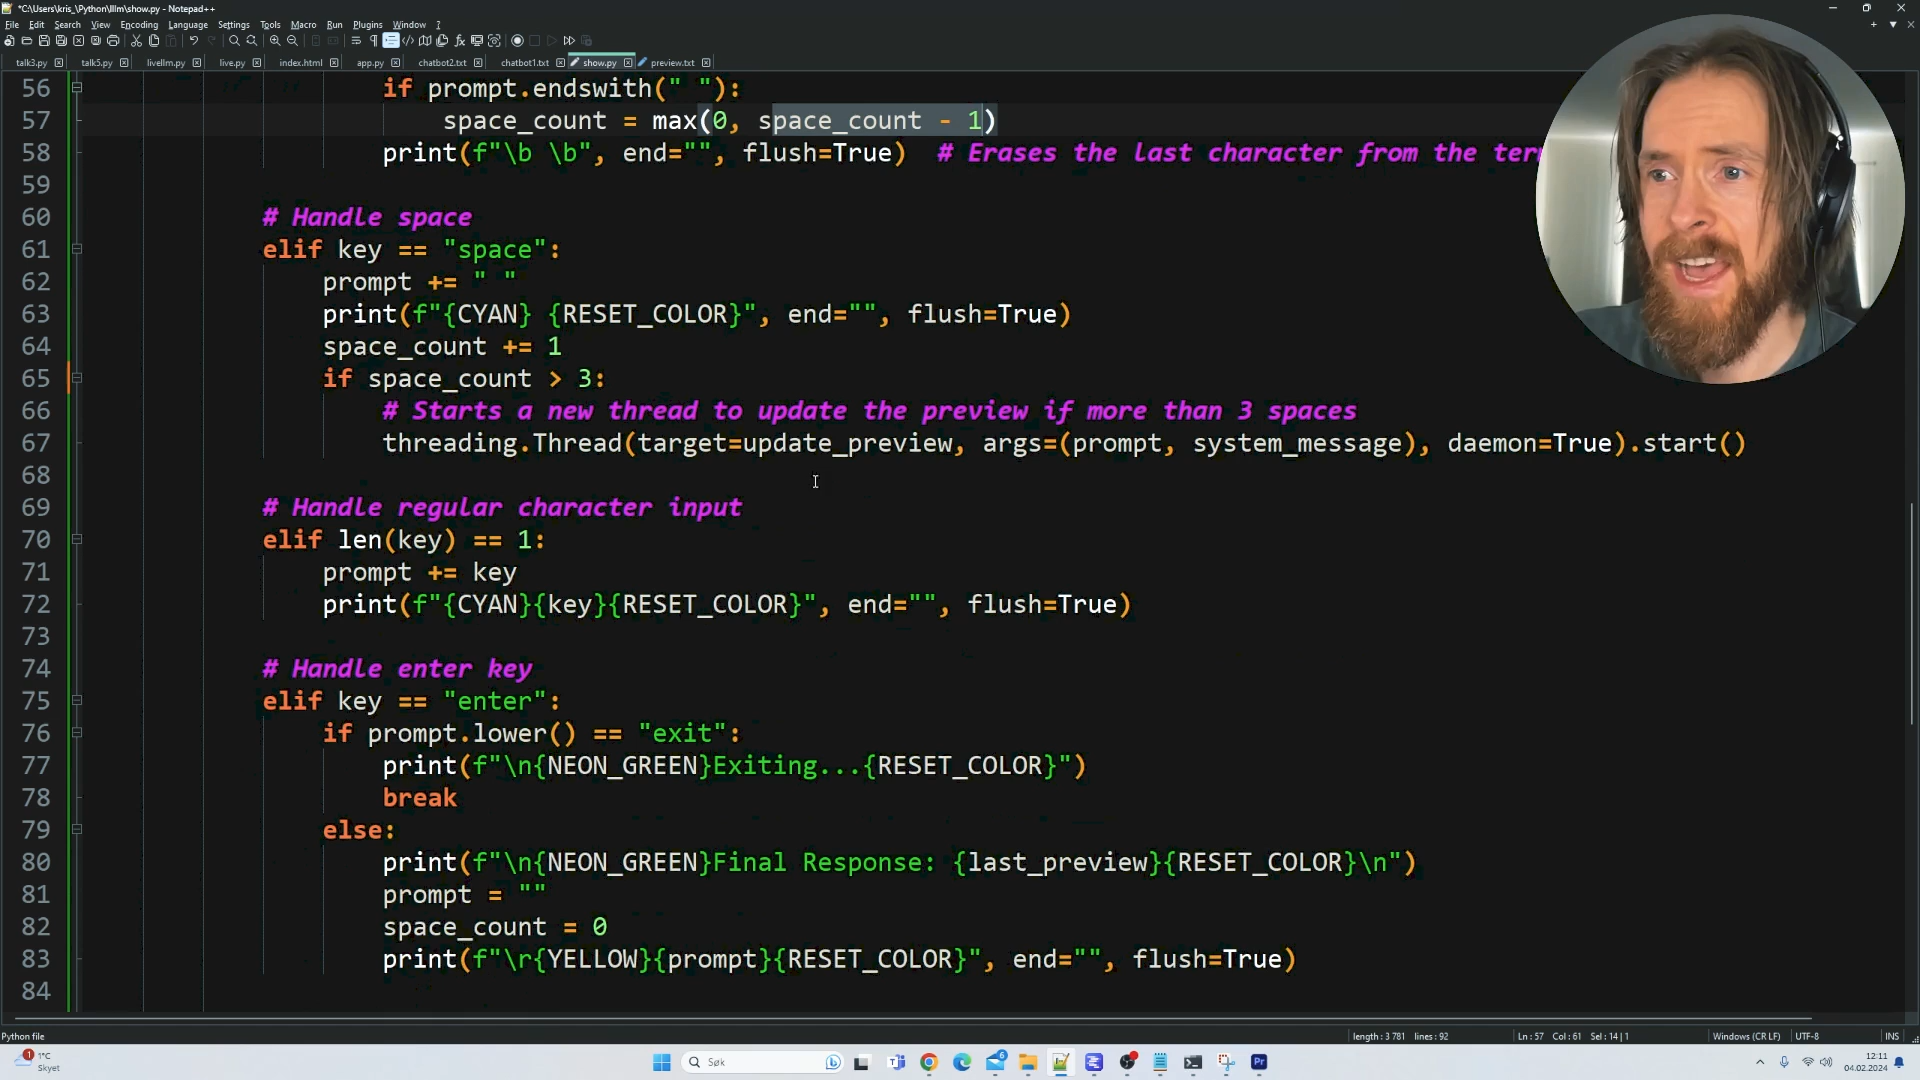 *C:\Users\kris_\Python\lllm\show.py - Notepad++
File Edit Search View Encoding Language Settings Tools Macro Run Plugins Window ?
talk3.py talk5.py livellm.py live.py index.html app.py chatbot2.txt chatbot1.txt show.py preview.txt
56 if prompt.endswith(" "):
57 space_count = max(0, space_count - 1)
58 print(f"\b \b", end="", flush=True) # Erases the last character from the ter
59
60 # Handle space
61 elif key == "space":
62 prompt += " "
63 print(f"{CYAN} {RESET_COLOR}", end="", flush=True)
64 space_count += 1
65 if space_count > 3:
66 # Starts a new thread to update the preview if more than 3 spaces
67 threading.Thread(target=update_preview, args=(prompt, system_message), daemon=True).start()
68
69 # Handle regular character input
70 elif len(key) == 1:
71 prompt += key
72 print(f"{CYAN}{key}{RESET_COLOR}", end="", flush=True)
73
74 # Handle enter key
75 elif key == "enter":
76 if prompt.lower() == "exit":
77 print(f"\n{NEON_GREEN}Exiting...{RESET_COLOR}")
78 break
79 else:
80 print(f"\n{NEON_GREEN}Final Response: {last_preview}{RESET_COLOR}\n")
81 prompt = ""
82 space_count = 0
83 print(f"\r{YELLOW}{prompt}{RESET_COLOR}", end="", flush=True)
84
Python file length : 3 781 lines : 92 Ln : 57 Col : 61 Sel : 14 | 1 Windows (CR LF) UTF-8 INS
1°C
Skyet
Søk
12:11
04.02.2024